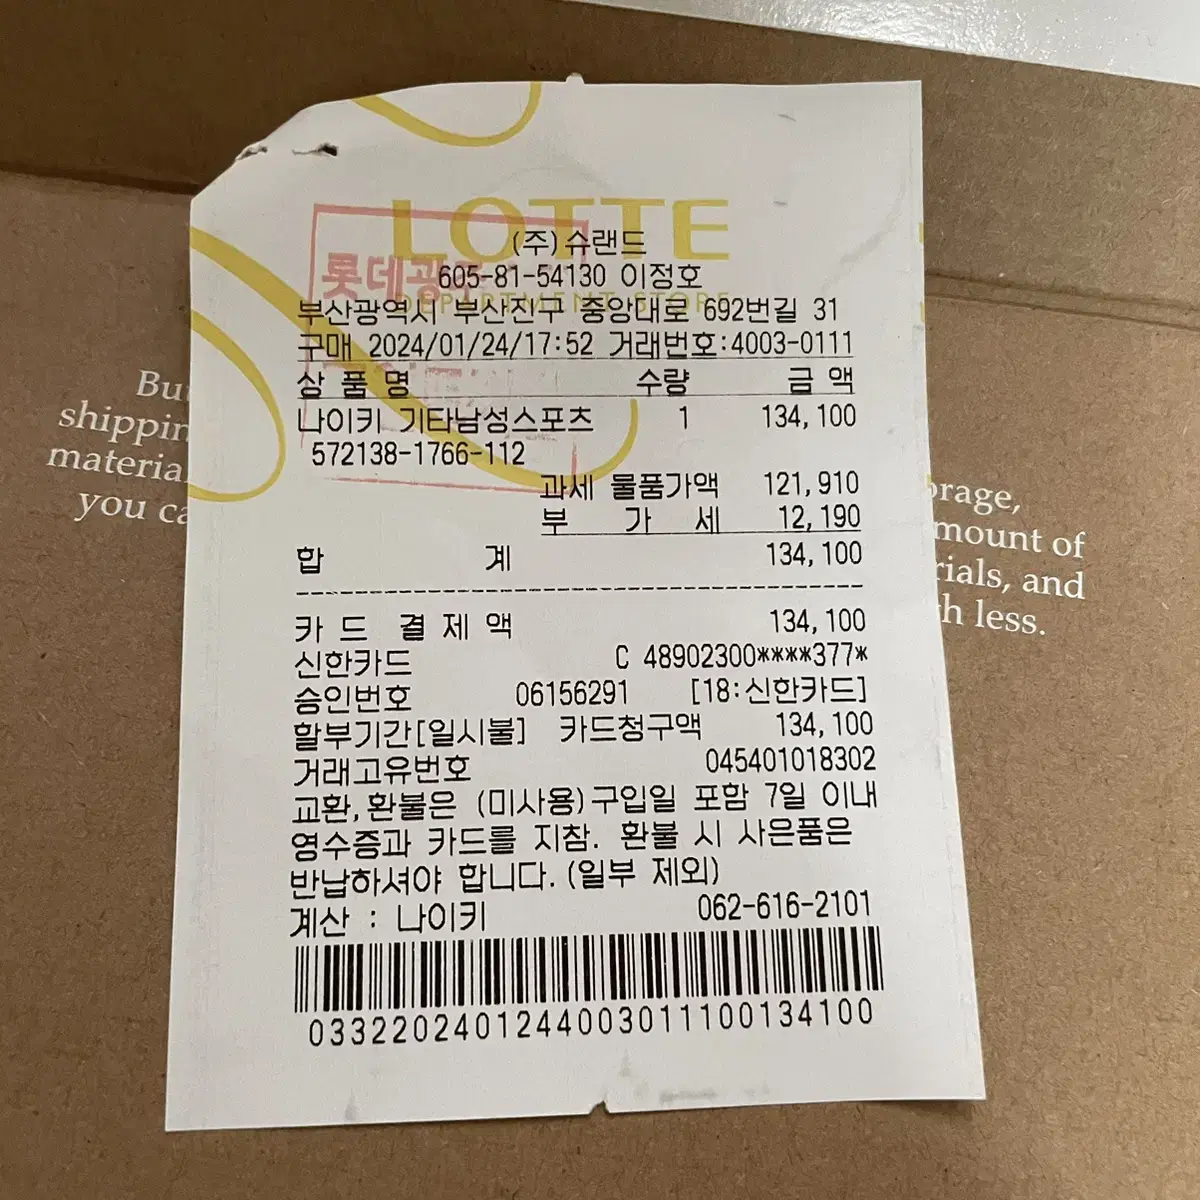 LOTTE
DEPARTMENT STORE
롯데광주
(주)슈랜드
605-81-54130 이정호
부산광역시 부산진구 중앙대로 692번길 31
구매 2024/01/24/17:52 거래번호:4003-0111
상 품 명 수량 금 액
나이키 기타남성스포츠 1 134,100
572138-1766-112
과세 물품가액 121,910
부 가 세 12,190
합 계 134,100
카 드 결 제 액 134,100
신한카드 C 48902300****377*
승인번호 06156291 [18:신한카드]
할부기간[일시불] 카드청구액 134,100
거래고유번호 045401018302
교환,환불은 (미사용)구입일 포함 7일 이내
영수증과 카드를 지참. 환불 시 사은품은
반납하셔야 합니다.(일부 제외)
계산 : 나이키 062-616-2101
0332202401244003011100134100
shippin
materia
you ca
mount of
and
less.